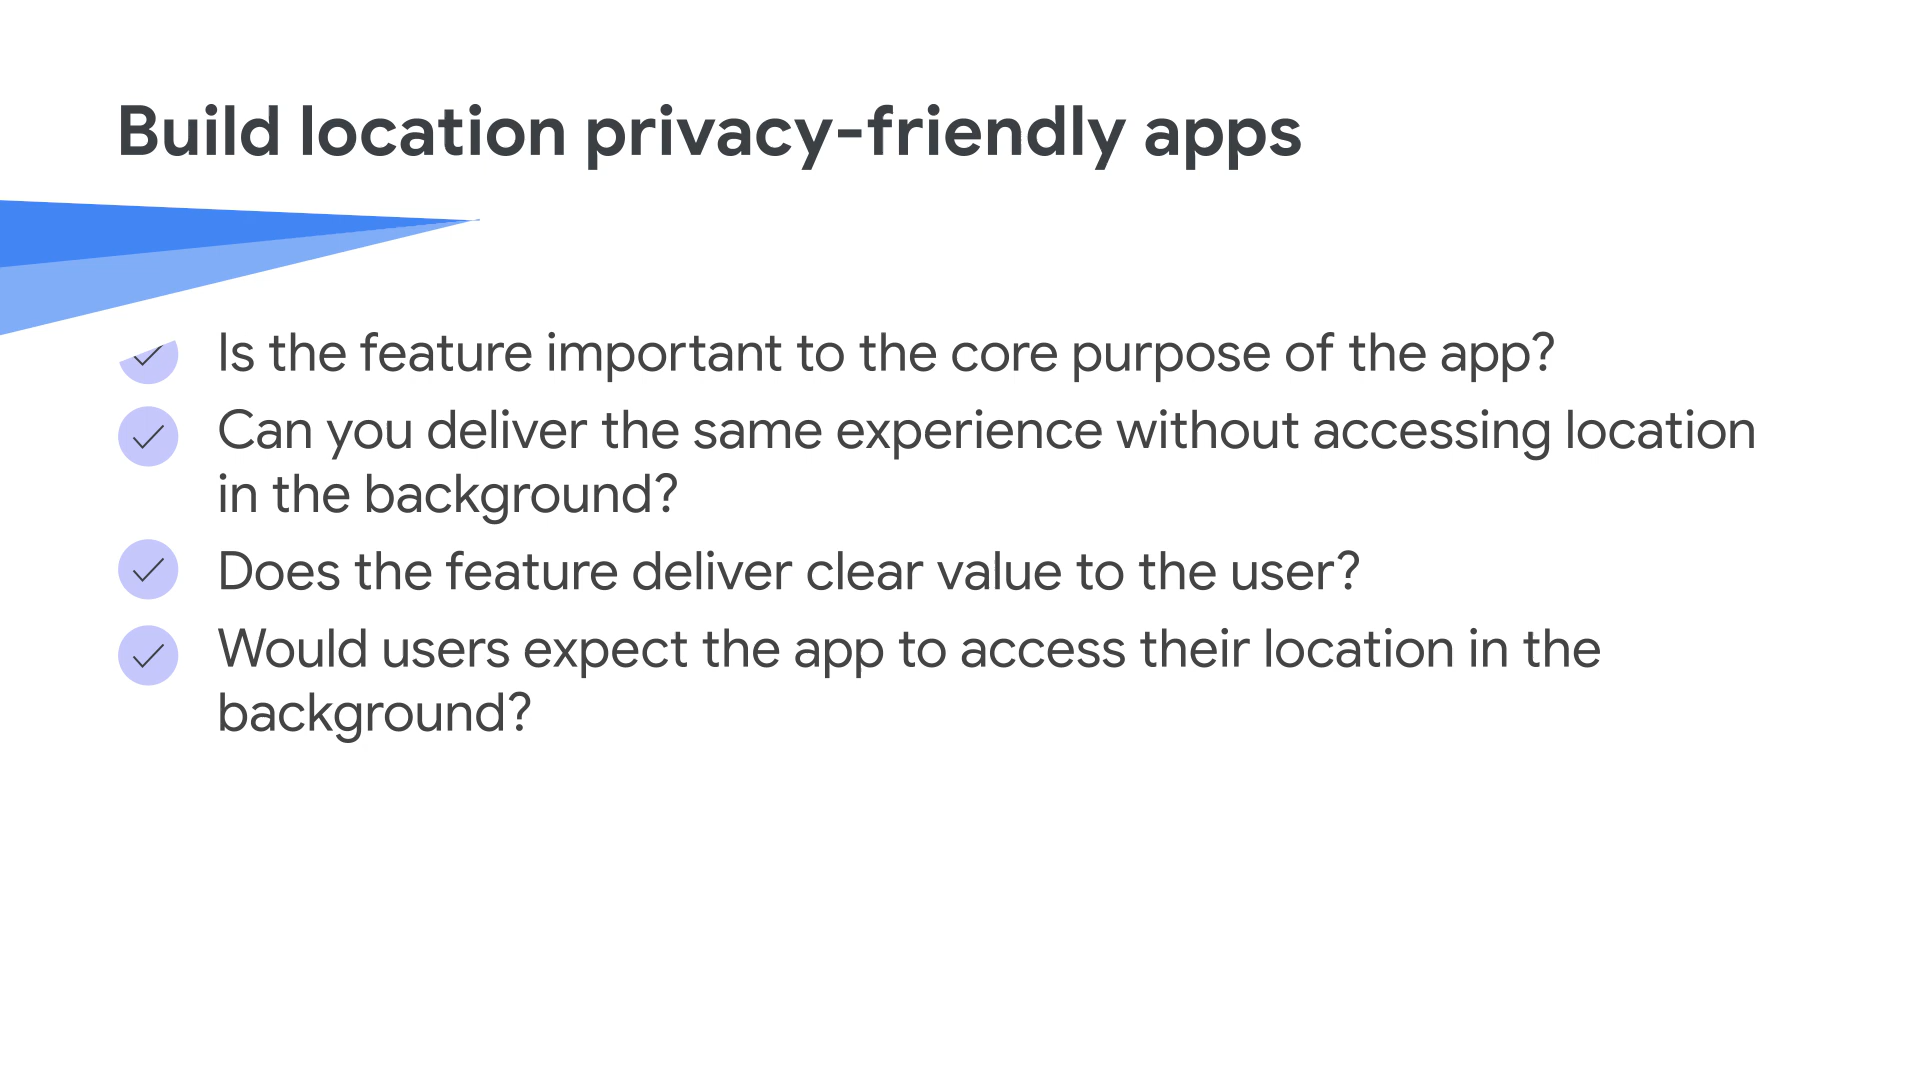 Build location privacy-friendly apps
Is the feature important to the core purpose of the app?
Can you deliver the same experience without accessing location
in the background?
Does the feature deliver clear value to the user?
Would users expect the app to access their location in the
background?